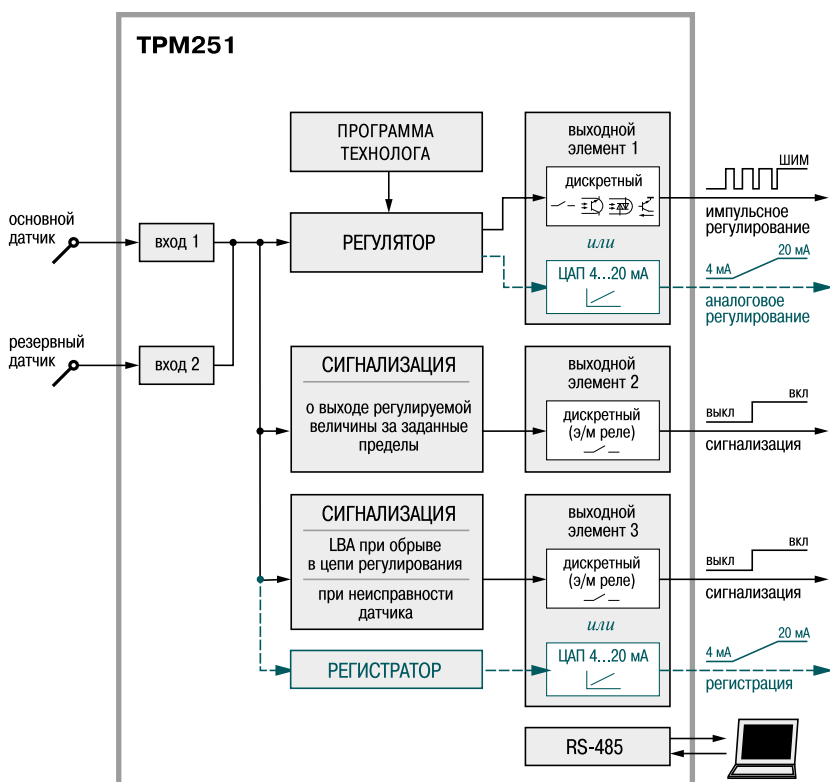 ТРМ251
ПРОГРАММА
ТЕХНОЛОГА
выходной
элемент 1
дискретный
ШИМ
импульсное
регулирование
основной
датчик
вход 1
РЕГУЛЯТОР
или
ЦАП 4...20 мА
4 мА
20 мА
аналоговое
регулирование
резервный
датчик
вход 2
СИГНАЛИЗАЦИЯ
о выходе регулируемой
величины за заданные
пределы
выходной
элемент 2
дискретный
(э/м реле)
выкл
вкл
сигнализация
СИГНАЛИЗАЦИЯ
LBA при обрыве
в цепи регулирования
при неисправности
датчика
выходной
элемент 3
дискретный
(э/м реле)
выкл
вкл
сигнализация
или
РЕГИСТРАТОР
ЦАП 4...20 мА
4 мА
20 мА
регистрация
RS-485